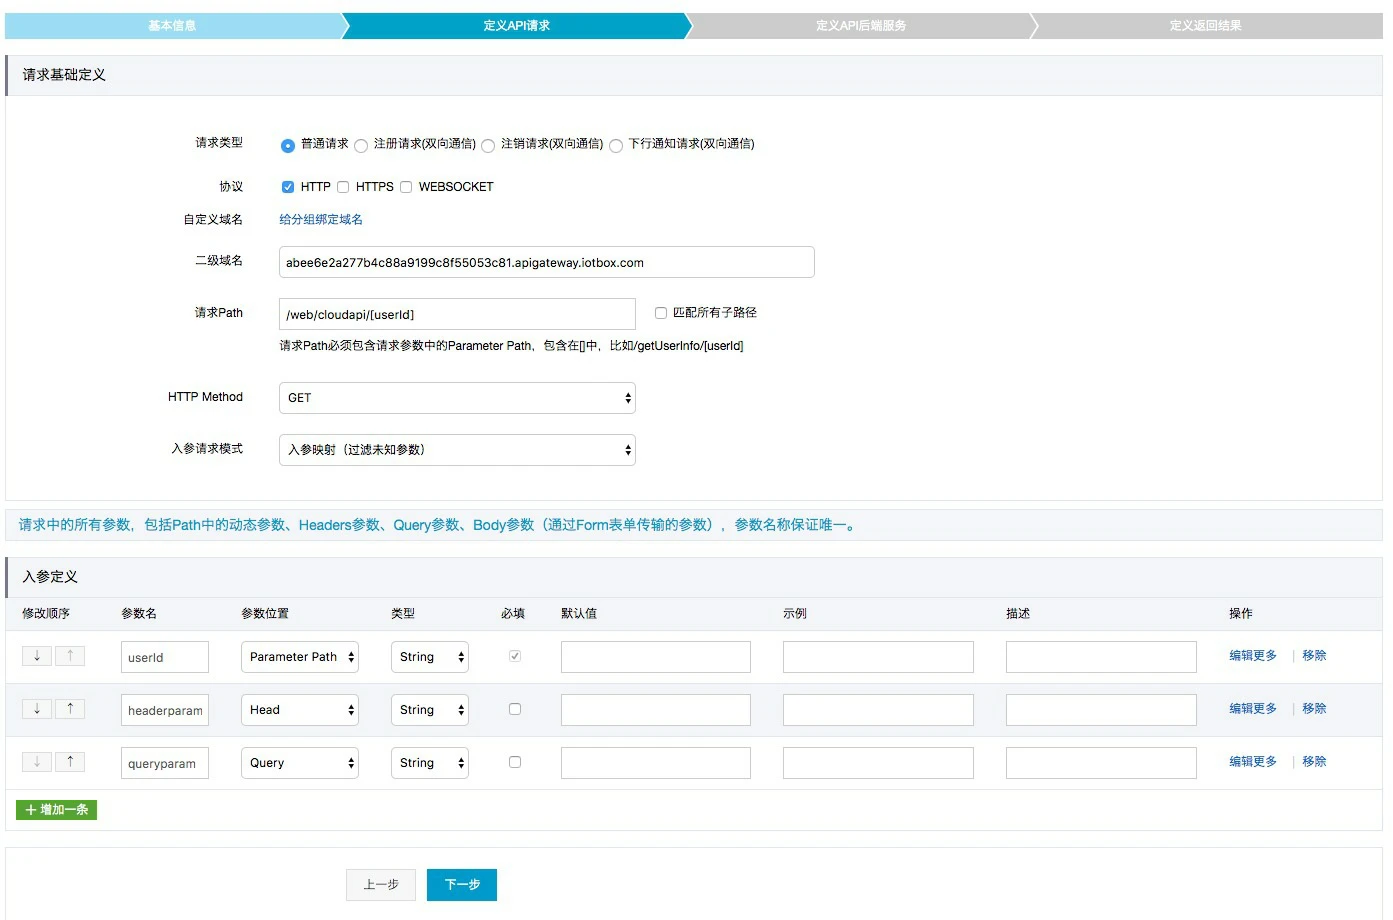 基本信息 定义API请求 定义API后端服务 定义返回结果
请求基础定义
请求类型 普通请求 注册请求(双向通信) 注销请求(双向通信) 下行通知请求(双向通信)
协议 HTTP HTTPS WEBSOCKET
自定义域名 给分组绑定域名
二级域名 abee6e2a277b4c88a9199c8f55053c81.apigateway.iotbox.com
请求Path /web/cloudapi/[userId] 匹配所有子路径
请求Path必须包含请求参数中的Parameter Path，包含在[]中，比如/getUserInfo/[userId]
HTTP Method GET
入参请求模式 入参映射（过滤未知参数）
请求中的所有参数，包括Path中的动态参数、Headers参数、Query参数、Body参数（通过Form表单传输的参数），参数名称保证唯一。
入参定义
修改顺序 参数名 参数位置 类型 必填 默认值 示例 描述 操作
↓ ↑ userId Parameter Path String 编辑更多 | 移除
↓ ↑ headerparam Head String 编辑更多 | 移除
↓ ↑ queryparam Query String 编辑更多 | 移除
+ 增加一条
上一步 下一步